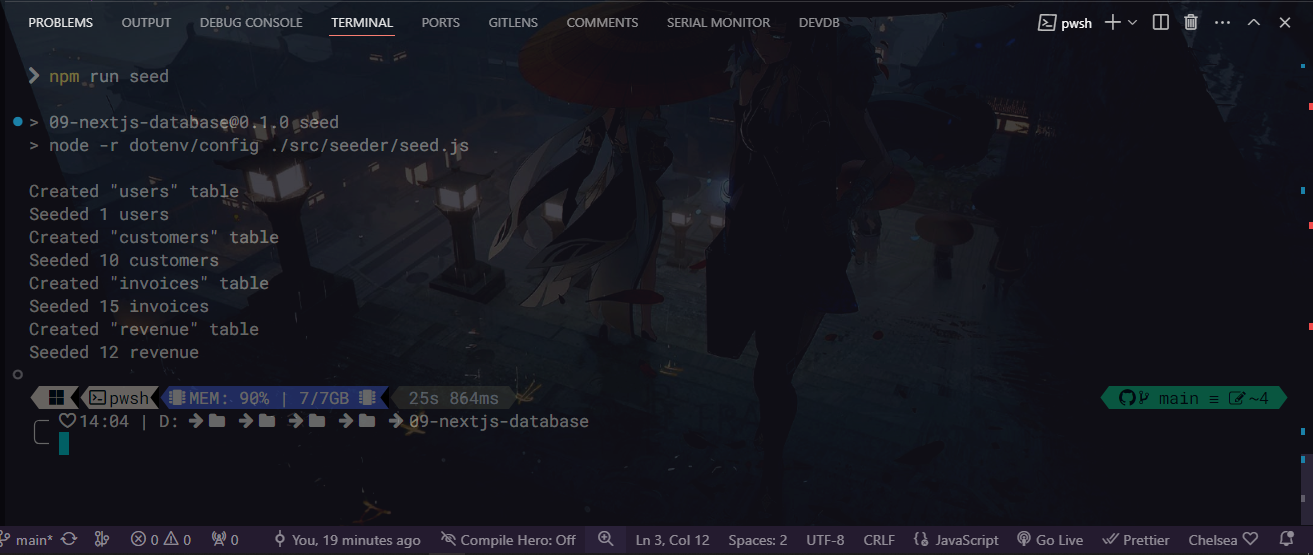 PROBLEMS OUTPUT DEBUG CONSOLE TERMINAL PORTS GITLENS COMMENTS SERIAL MONITOR DEVDB pwsh
npm run seed
> 09-nextjs-database@0.1.0 seed
> node -r dotenv/config ./src/seeder/seed.js
Created "users" table
Seeded 1 users
Created "customers" table
Seeded 10 customers
Created "invoices" table
Seeded 15 invoices
Created "revenue" table
Seeded 12 revenue
pwsh MEM: 90% | 7/7GB 25s 864ms main ≡ ~4
14:04 | D: 09-nextjs-database
main* 0 0 0 You, 19 minutes ago Compile Hero: Off Ln 3, Col 12 Spaces: 2 UTF-8 CRLF JavaScript Go Live Prettier Chelsea